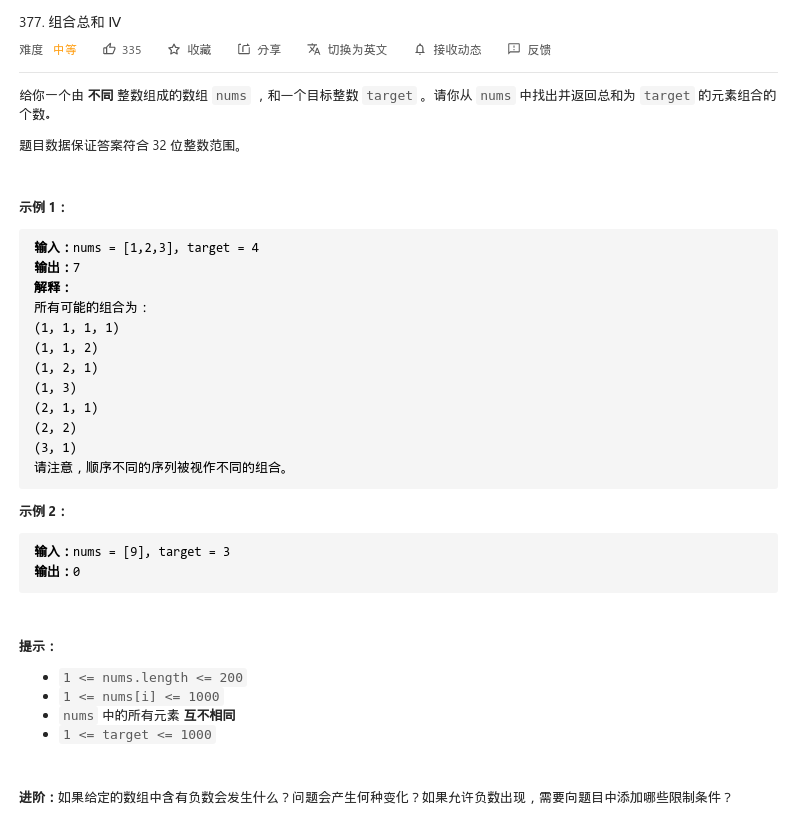 377. 组合总和 Ⅳ
难度 中等 335 收藏 分享 切换为英文 接收动态 反馈
给你一个由 不同 整数组成的数组 nums ，和一个目标整数 target 。请你从 nums 中找出并返回总和为 target 的元素组合的
个数。
题目数据保证答案符合 32 位整数范围。
示例 1：
输入：nums = [1,2,3], target = 4
输出：7
解释：
所有可能的组合为：
(1, 1, 1, 1)
(1, 1, 2)
(1, 2, 1)
(1, 3)
(2, 1, 1)
(2, 2)
(3, 1)
请注意，顺序不同的序列被视作不同的组合。
示例 2：
输入：nums = [9], target = 3
输出：0
提示：
• 1 <= nums.length <= 200
• 1 <= nums[i] <= 1000
• nums 中的所有元素 互不相同
• 1 <= target <= 1000
进阶：如果给定的数组中含有负数会发生什么？问题会产生何种变化？如果允许负数出现，需要向题目中添加哪些限制条件？